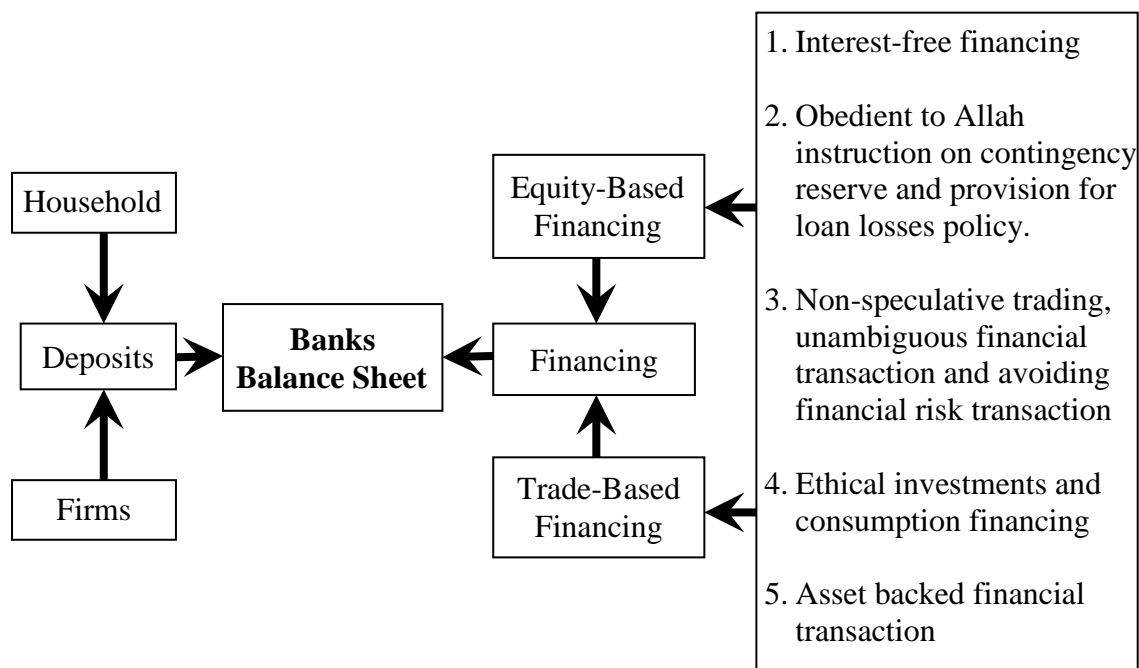 Household
Deposits
Firms
Banks
Balance Sheet
Equity-Based
Financing
Financing
Trade-Based
Financing
1. Interest-free financing
2. Obedient to Allah
instruction on contingency
reserve and provision for
loan losses policy.
3. Non-speculative trading,
unambiguous financial
transaction and avoiding
financial risk transaction
4. Ethical investments and
consumption financing
5. Asset backed financial
transaction